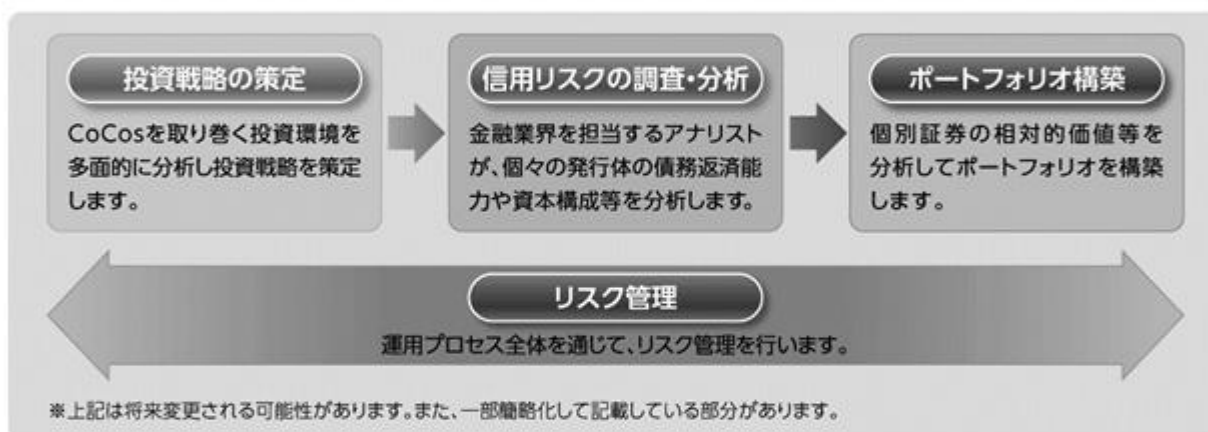 投資戦略の策定
CoCosを取り巻く投資環境を
多面的に分析し投資戦略を策定
します。
信用リスクの調査・分析
金融業界を担当するアナリスト
が、個々の発行体の債務返済能
力や資本構成等を分析します。
ポートフォリオ構築
個別証券の相対的価値等を
分析してポートフォリオを構築
します。
リスク管理
運用プロセス全体を通じて、リスク管理を行います。
※上記は将来変更される可能性があります。また、一部簡略化して記載している部分があります。